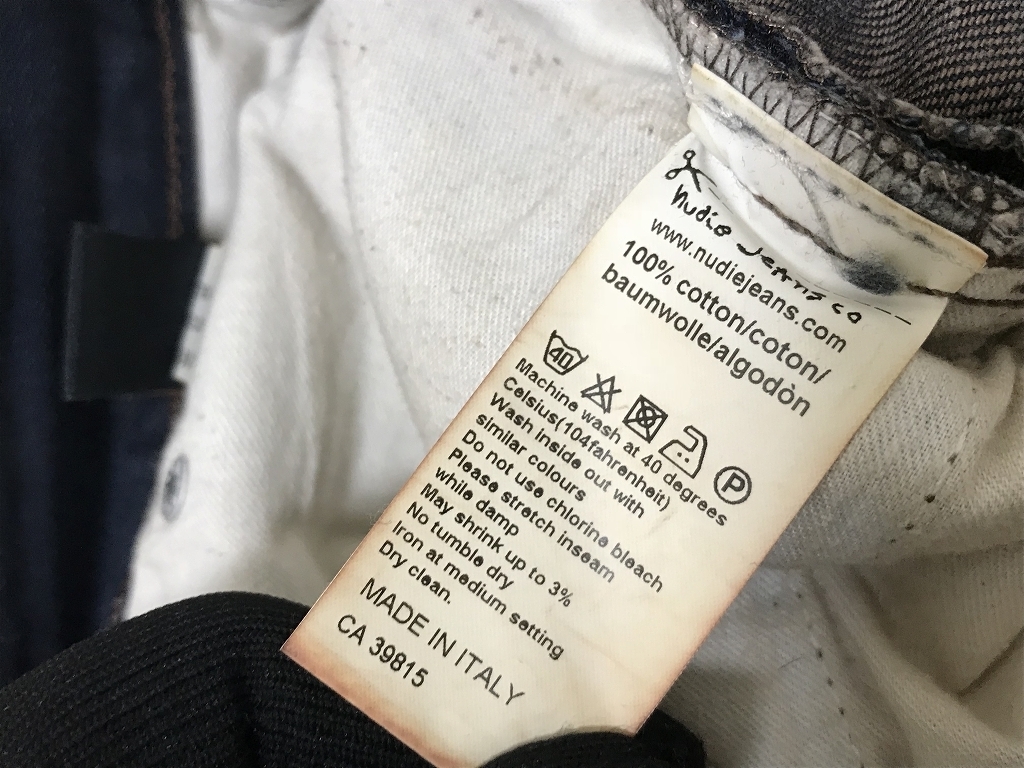 nudie jeans co
www.nudiejeans.com
100% cotton/coton/
baumwolle/algodòn
40
P
Machine wash at 40 degrees
Celsius(104fahrenheit)
Wash inside out with
similar colours
Do not use chlorine bleach
Please stretch inseam
while damp
May shrink up to 3%
No tumble dry
Iron at medium setting
Dry clean.
MADE IN ITALY
CA 39815